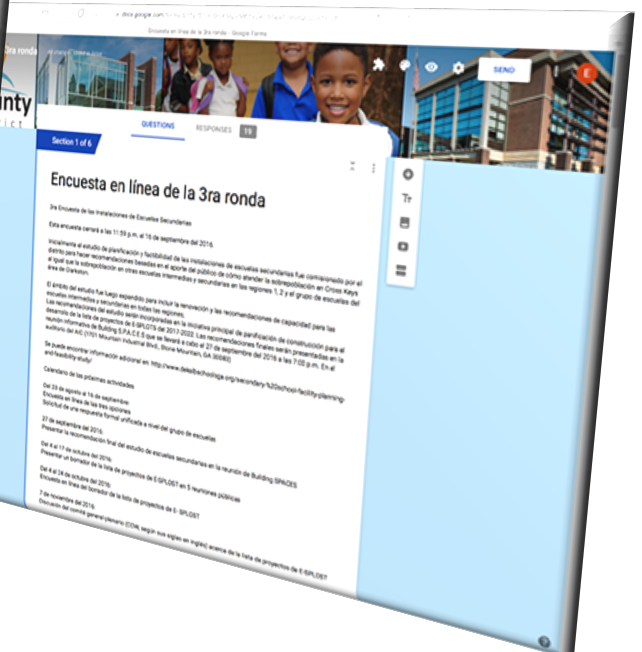 docs.google.com
Encuesta en línea de la 3ra ronda - Google Forms
3ra ronda
SEND
E
unty
trict
QUESTIONS RESPONSES 19
Section 1 of 6
Encuesta en línea de la 3ra ronda
3ra Encuesta de las Instalaciones de Escuelas Secundarias
Esta encuesta cerrará a las 11:59 p.m. el 16 de septiembre del 2016.
Inicialmente el estudio de planificación y factibilidad de las instalaciones de escuelas secundarias fue comisionado por el
distrito para hacer recomendaciones basadas en el aporte del público de cómo atender la sobrepoblación en Cross Keys
al igual que la sobrepoblación en otras escuelas intermedias y secundarias en las regiones 1, 2 y el grupo de escuelas del
área de Clarkston.
El ámbito del estudio fue luego expandido para incluir la renovación y las recomendaciones de capacidad para las
escuelas intermedias y secundarias en todas las regiones.
Las recomendaciones del estudio serán incorporadas en la iniciativa principal de panificación de construcción para el
desarrollo de la lista de proyectos de E-SPLOTS del 2017-2022. Las recomendaciones finales serán presentadas en la
reunión informativa de Building S.P.A.C.E.S que se llevará a cabo el 27 de septiembre del 2016 a las 7:00 p.m. En el
auditorio del AIC (1701 Mountain Industrial Blvd., Stone Mountain, GA 30083)
Se puede encontrar información adicional en: http://www.dekalbschoolsga.org/secondary-%20school-facility-planning-
and-feasibility-study/
Calendario de las próximas actividades
Del 23 de agosto al 16 de septiembre:
Encuesta en línea de las tres opciones
Solicitud de una respuesta formal unificada a nivel del grupo de escuelas
27 de septiembre del 2016:
Presentar la recomendación final del estudio de escuelas secundarias en la reunión de Building SPACES
Del 4 al 17 de octubre del 2016:
Presentar un borrador de la lista de proyectos de E-SPLOST en 5 reuniones públicas
Del 4 al 24 de octubre del 2016:
Encuesta en línea del borrador de la lista de proyectos de E- SPLOST
7 de noviembre del 2016:
Discusión del comité general plenario (COW, según sus siglas en inglés) acerca de la lista de proyectos de E-SPLOST